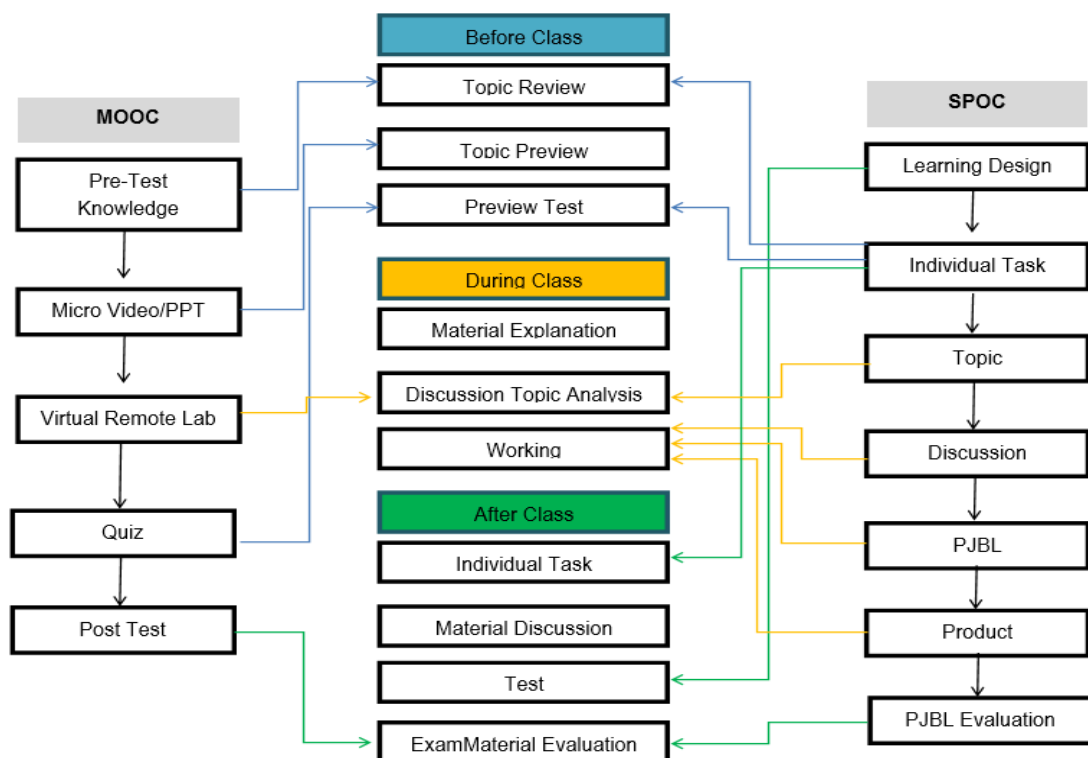 MOOC
Pre-Test
Knowledge
Micro Video/PPT
Virtual Remote Lab
Quiz
Post Test
Before Class
Topic Review
Topic Preview
Preview Test
During Class
Material Explanation
Discussion Topic Analysis
Working
After Class
Individual Task
Material Discussion
Test
ExamMaterial Evaluation
SPOC
Learning Design
Individual Task
Topic
Discussion
PJBL
Product
PJBL Evaluation